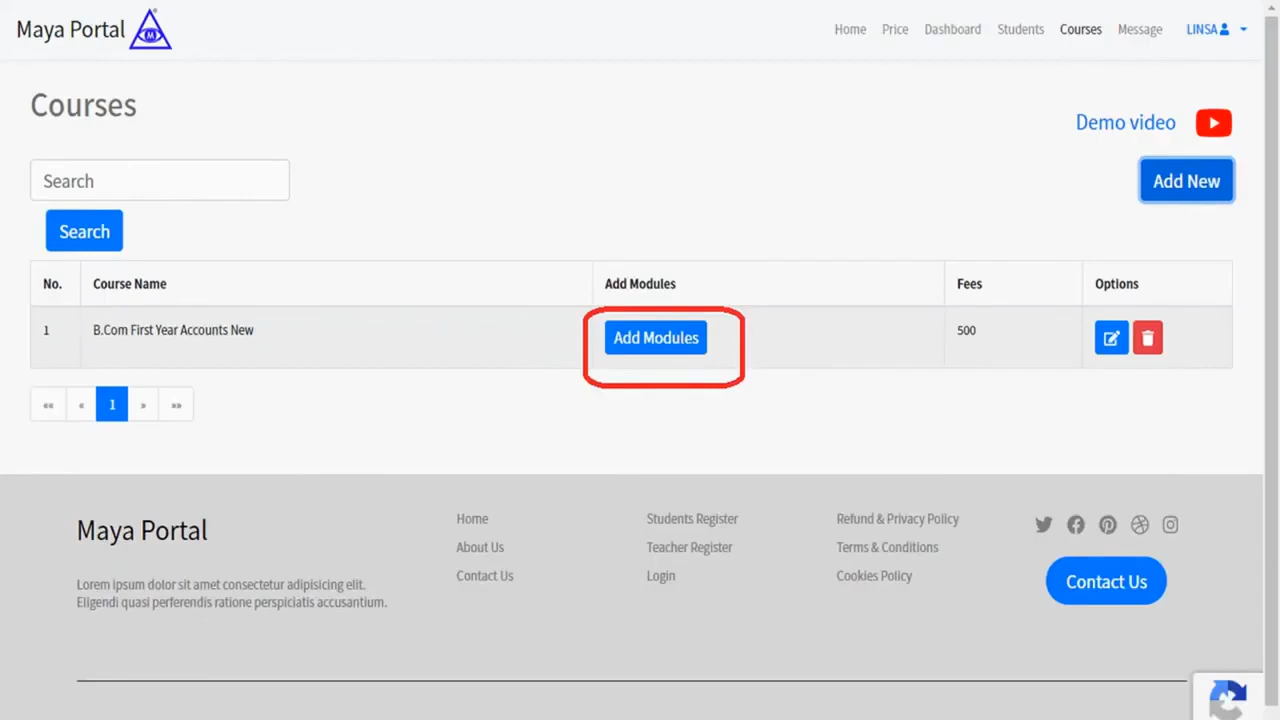 Maya Portal
M
Home Price Dashboard Students Courses Message LINSA
Courses
Demo video
Search
Add New
Search
No. Course Name Add Modules Fees Options
1 B.Com First Year Accounts New Add Modules 500
«« « 1 » »»
Maya Portal
Lorem ipsum dolor sit amet consectetur adipisicing elit.
Eligendi quasi perferendis ratione perspiciatis accusantium.
Home
About Us
Contact Us
Students Register
Teacher Register
Login
Refund & Privacy Policy
Terms & Conditions
Cookies Policy
Contact Us